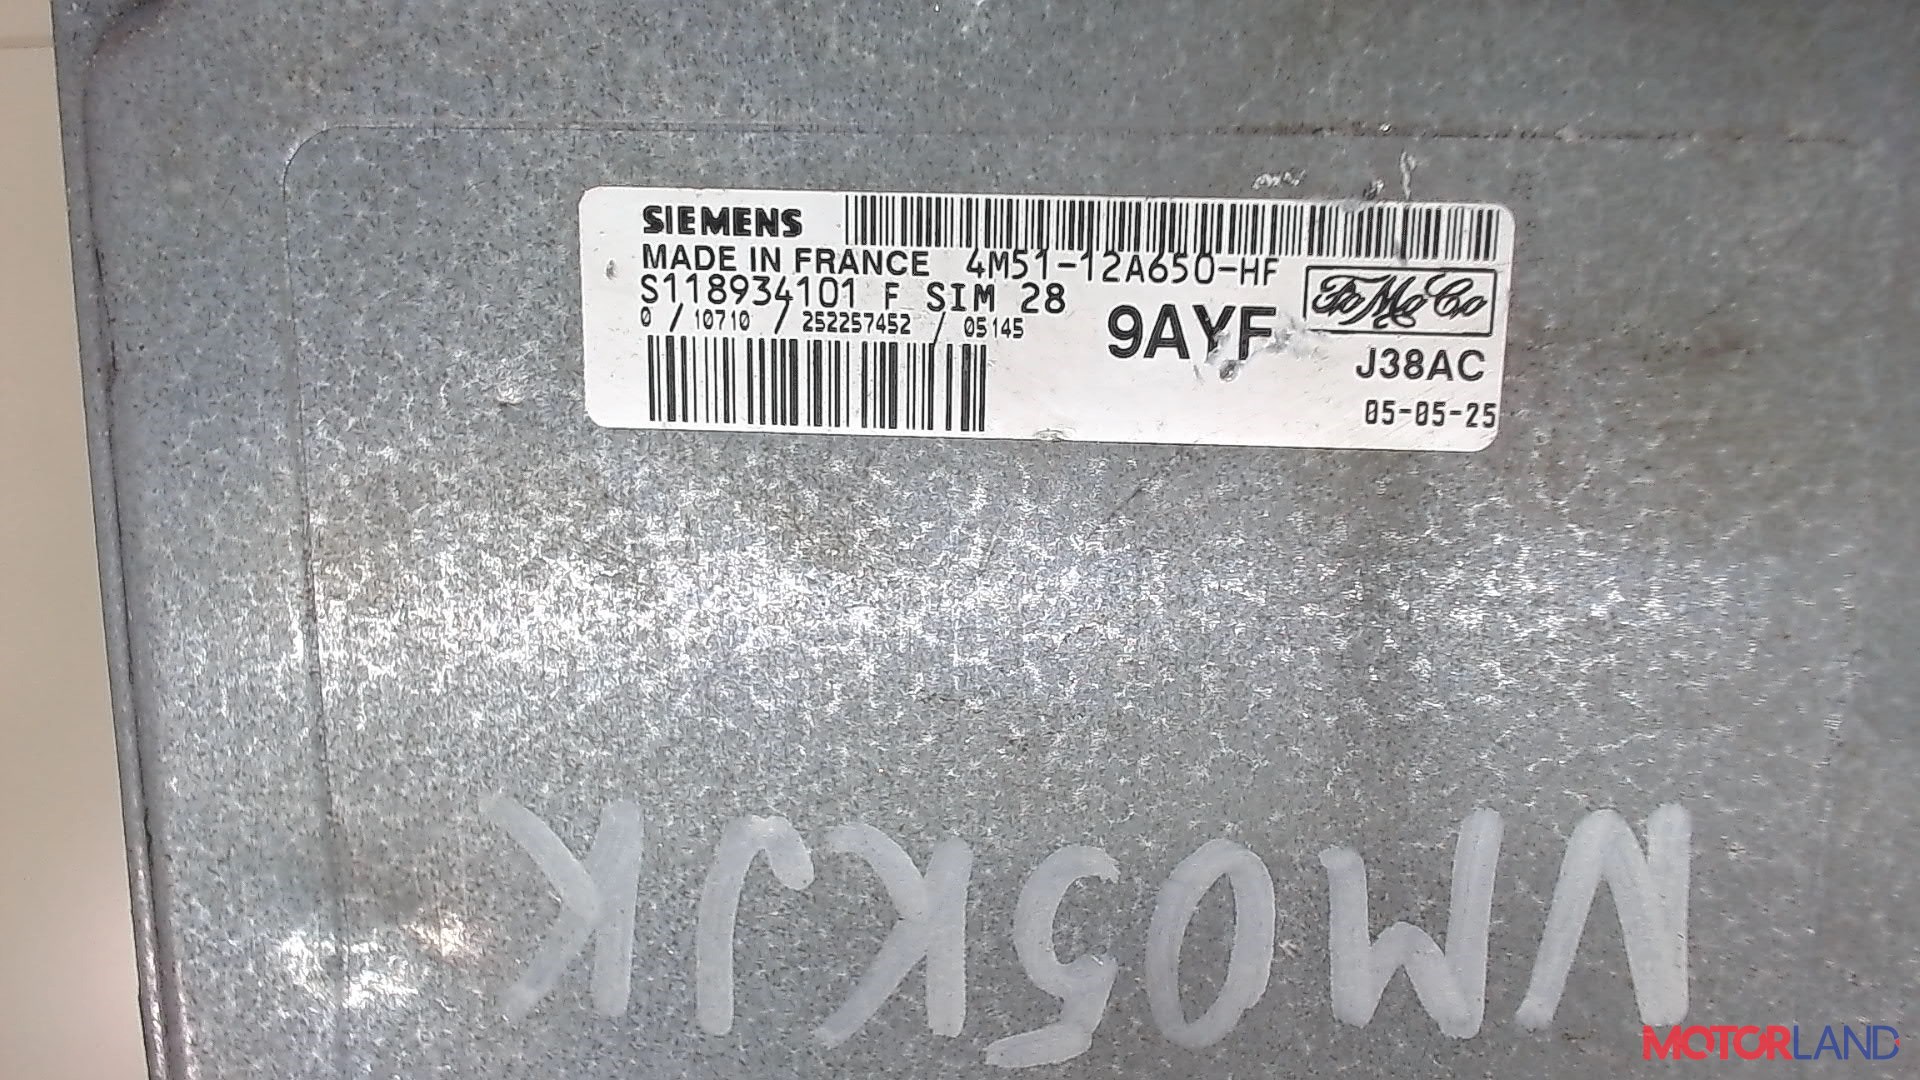 SIEMENS
MADE IN FRANCE 4M51-12A650-HF
S118934101 F SIM 28
0 / 10710 / 252257452 / 05145
9AYF
FoMoCo
J38AC
05-05-25
VM05KJK
MOTORLAND